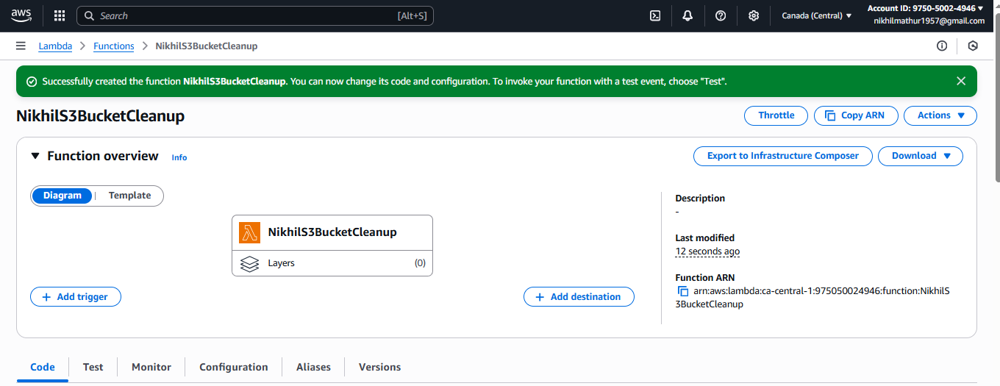 aws
Search [Alt+S]
Canada (Central)
Account ID: 9750-5002-4946
nikhilmathur1957@gmail.com
Lambda > Functions > NikhilS3BucketCleanup
Successfully created the function NikhilS3BucketCleanup. You can now change its code and configuration. To invoke your function with a test event, choose "Test".
NikhilS3BucketCleanup
Throttle
Copy ARN
Actions
Function overview Info
Export to Infrastructure Composer
Download
Diagram | Template
NikhilS3BucketCleanup
Layers (0)
+ Add trigger
+ Add destination
Description
-
Last modified
12 seconds ago
Function ARN
arn:aws:lambda:ca-central-1:975050024946:function:NikhilS
3BucketCleanup
Code Test Monitor Configuration Aliases Versions